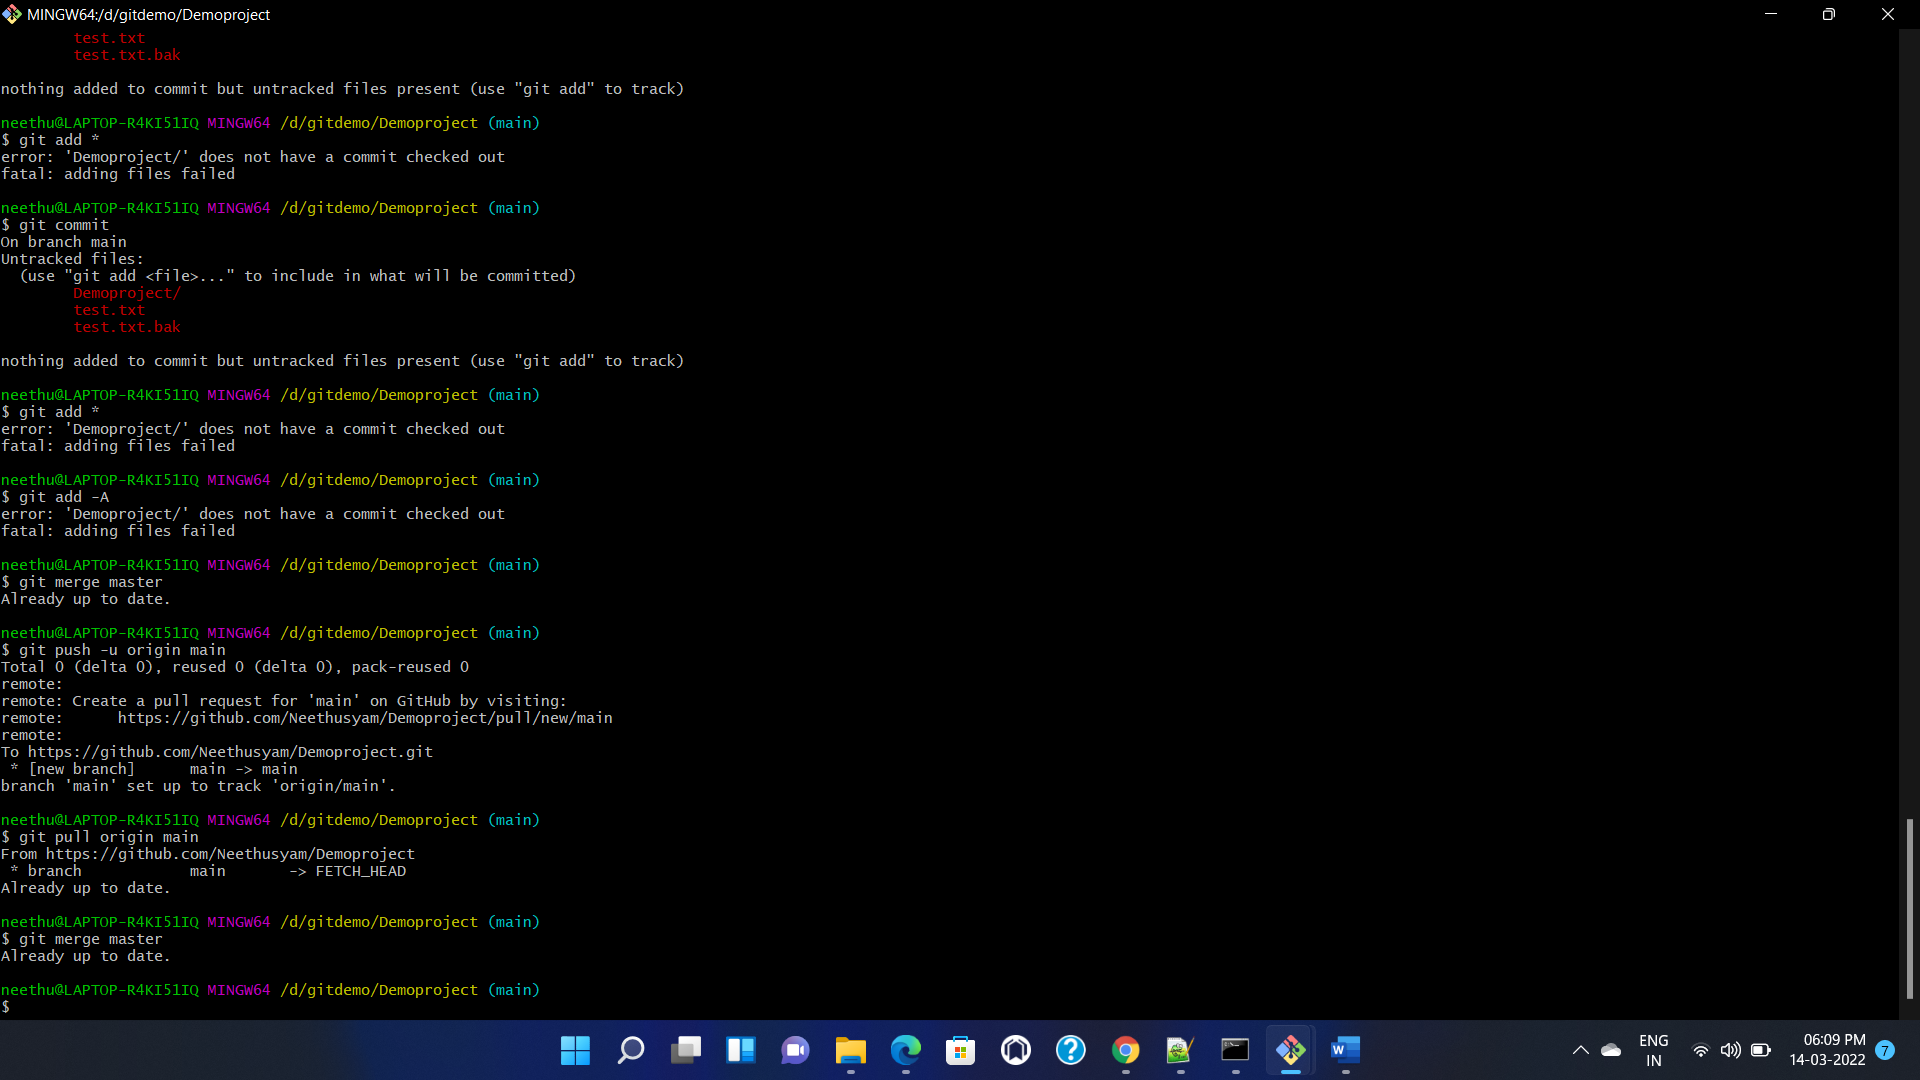 MINGW64:/d/gitdemo/Demoproject
        test.txt
        test.txt.bak

nothing added to commit but untracked files present (use "git add" to track)

neethu@LAPTOP-R4KI51IQ MINGW64 /d/gitdemo/Demoproject (main)
$ git add *
error: 'Demoproject/' does not have a commit checked out
fatal: adding files failed

neethu@LAPTOP-R4KI51IQ MINGW64 /d/gitdemo/Demoproject (main)
$ git commit
On branch main
Untracked files:
  (use "git add <file>..." to include in what will be committed)
        Demoproject/
        test.txt
        test.txt.bak

nothing added to commit but untracked files present (use "git add" to track)

neethu@LAPTOP-R4KI51IQ MINGW64 /d/gitdemo/Demoproject (main)
$ git add *
error: 'Demoproject/' does not have a commit checked out
fatal: adding files failed

neethu@LAPTOP-R4KI51IQ MINGW64 /d/gitdemo/Demoproject (main)
$ git add -A
error: 'Demoproject/' does not have a commit checked out
fatal: adding files failed

neethu@LAPTOP-R4KI51IQ MINGW64 /d/gitdemo/Demoproject (main)
$ git merge master
Already up to date.

neethu@LAPTOP-R4KI51IQ MINGW64 /d/gitdemo/Demoproject (main)
$ git push -u origin main
Total 0 (delta 0), reused 0 (delta 0), pack-reused 0
remote:
remote: Create a pull request for 'main' on GitHub by visiting:
remote:      https://github.com/Neethusyam/Demoproject/pull/new/main
remote:
To https://github.com/Neethusyam/Demoproject.git
 * [new branch]      main -> main
branch 'main' set up to track 'origin/main'.

neethu@LAPTOP-R4KI51IQ MINGW64 /d/gitdemo/Demoproject (main)
$ git pull origin main
From https://github.com/Neethusyam/Demoproject
 * branch            main       -> FETCH_HEAD
Already up to date.

neethu@LAPTOP-R4KI51IQ MINGW64 /d/gitdemo/Demoproject (main)
$ git merge master
Already up to date.

neethu@LAPTOP-R4KI51IQ MINGW64 /d/gitdemo/Demoproject (main)
$
ENG
IN
06:09 PM
14-03-2022
7